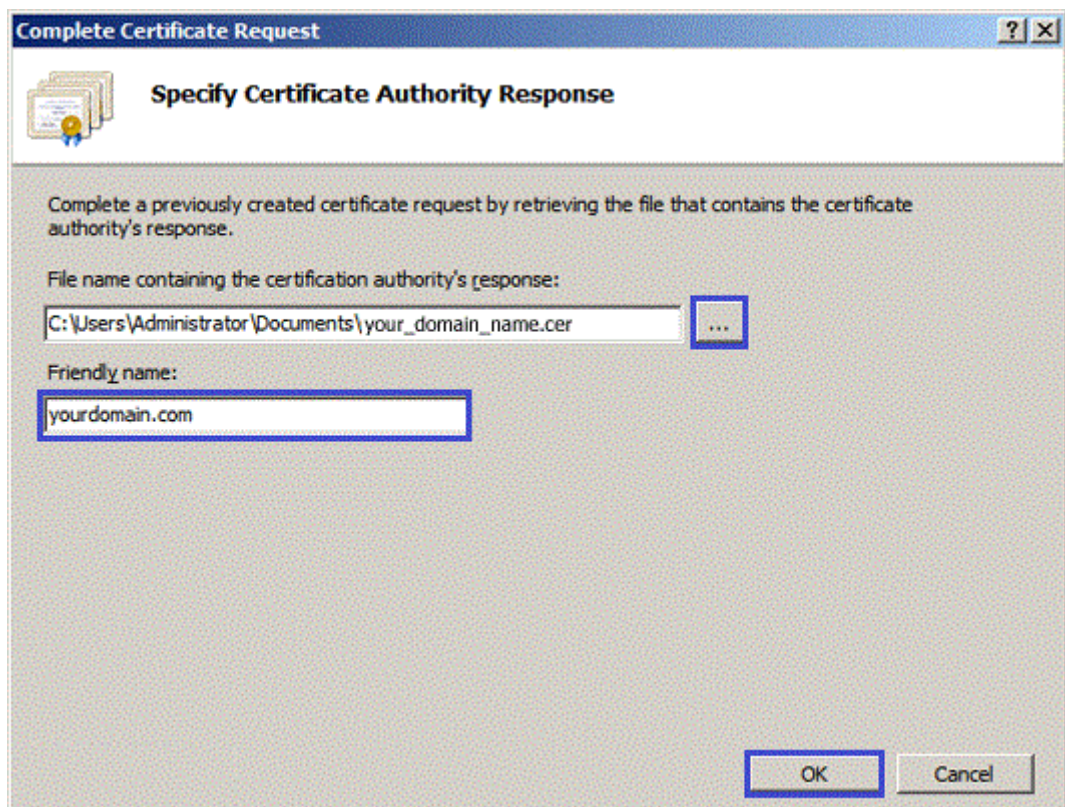 Complete Certificate Request
Specify Certificate Authority Response
Complete a previously created certificate request by retrieving the file that contains the certificate
authority's response.
File name containing the certification authority's response:
C:\Users\Administrator\Documents\your_domain_name.cer
...
Friendly name:
yourdomain.com
OK Cancel